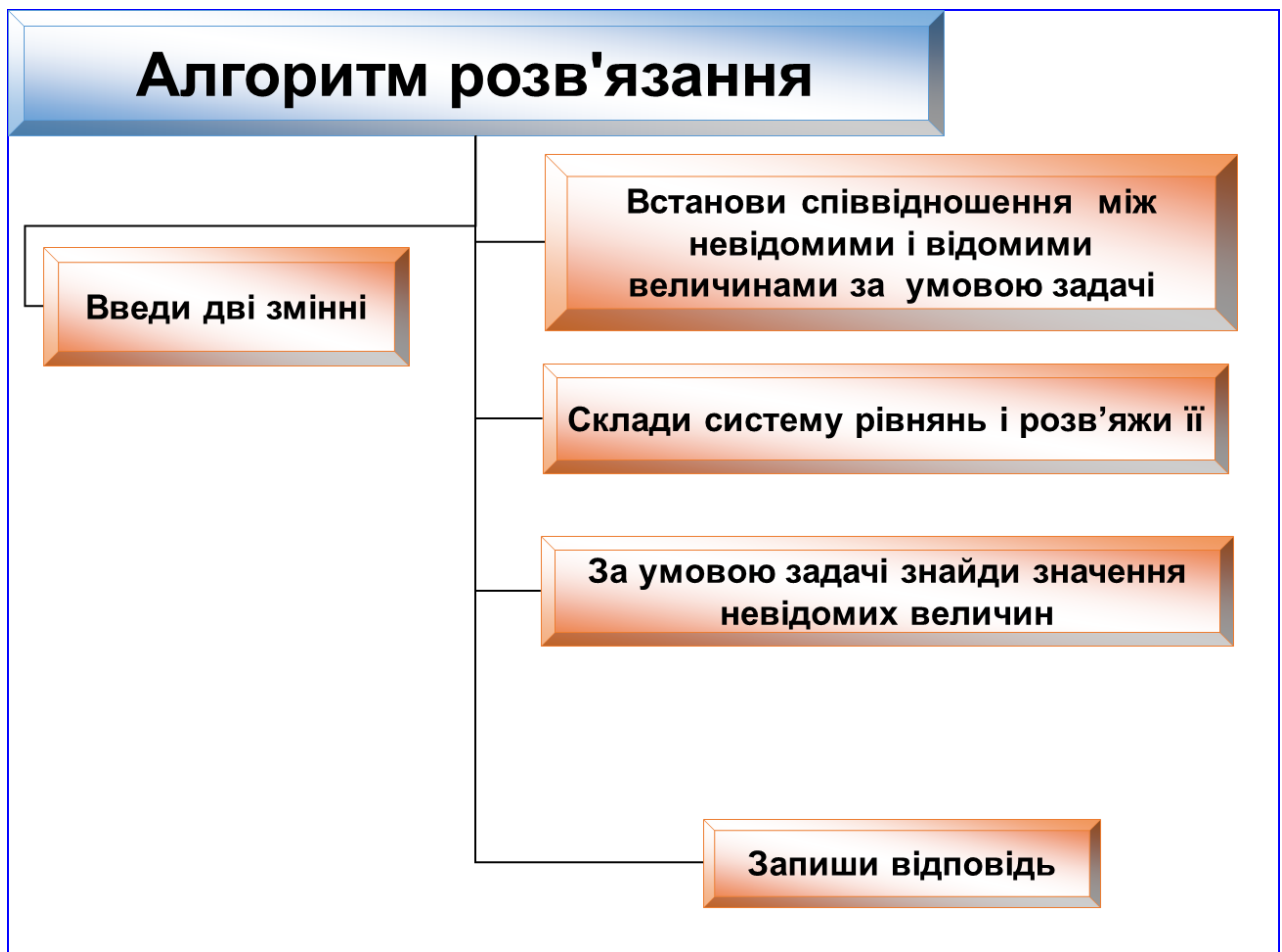 Алгоритм розв'язання
Введи дві змінні
Встанови співвідношення між
невідомими і відомими
величинами за умовою задачі
Склади систему рівнянь і розв’яжи її
За умовою задачі знайди значення
невідомих величин
Запиши відповідь